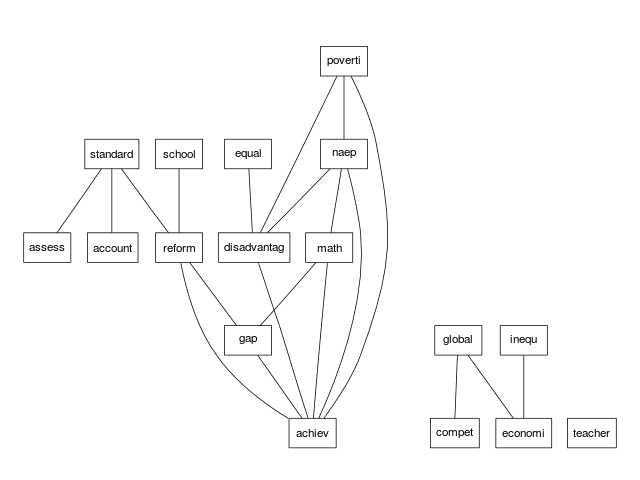 poverti
standard school equal naep
assess account reform disadvantag math
gap global inequ
achiev compet economi teacher